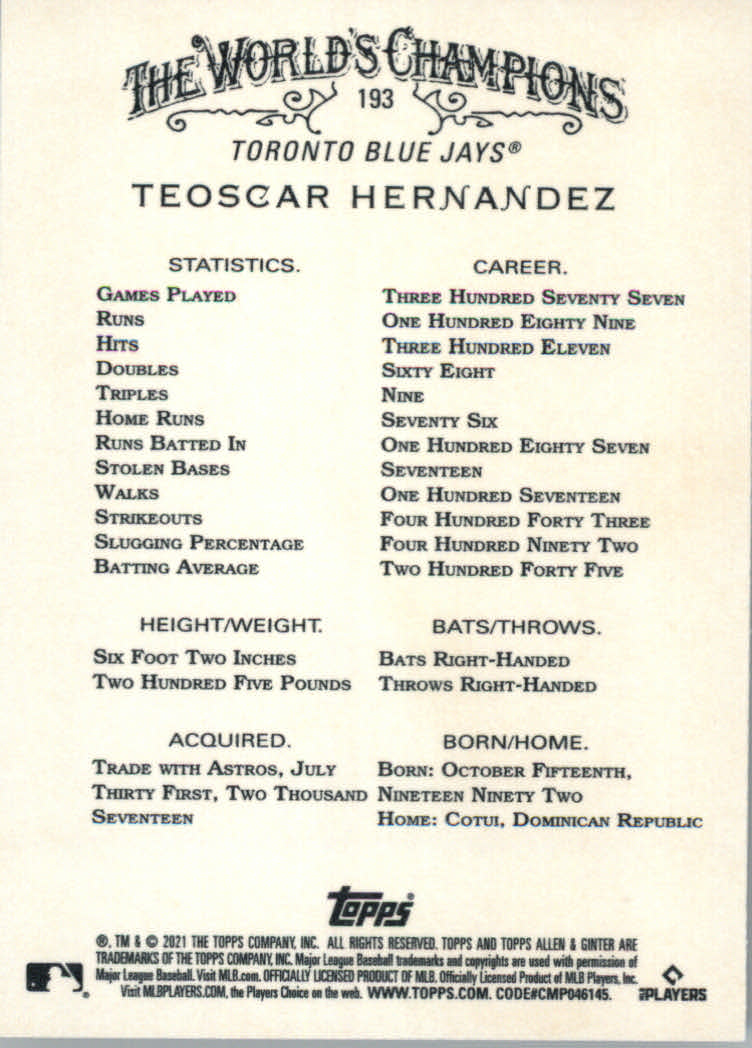 THE WORLD'S CHAMPIONS
193
TORONTO BLUE JAYS®
TEOSCAR HERNANDEZ
STATISTICS. CAREER.
GAMES PLAYED THREE HUNDRED SEVENTY SEVEN
RUNS ONE HUNDRED EIGHTY NINE
HITS THREE HUNDRED ELEVEN
DOUBLES SIXTY EIGHT
TRIPLES NINE
HOME RUNS SEVENTY SIX
RUNS BATTED IN ONE HUNDRED EIGHTY SEVEN
STOLEN BASES SEVENTEEN
WALKS ONE HUNDRED SEVENTEEN
STRIKEOUTS FOUR HUNDRED FORTY THREE
SLUGGING PERCENTAGE FOUR HUNDRED NINETY TWO
BATTING AVERAGE TWO HUNDRED FORTY FIVE
HEIGHT/WEIGHT. BATS/THROWS.
SIX FOOT TWO INCHES BATS RIGHT-HANDED
TWO HUNDRED FIVE POUNDS THROWS RIGHT-HANDED
ACQUIRED. BORN/HOME.
TRADE WITH ASTROS, JULY BORN: OCTOBER FIFTEENTH,
THIRTY FIRST, TWO THOUSAND NINETEEN NINETY TWO
SEVENTEEN HOME: COTUI, DOMINICAN REPUBLIC
Topps®
®, TM & © 2021 THE TOPPS COMPANY, INC. ALL RIGHTS RESERVED. TOPPS AND TOPPS ALLEN & GINTER ARE
TRADEMARKS OF THE TOPPS COMPANY, INC. Major League Baseball trademarks and copyrights are used with permission of
Major League Baseball. Visit MLB.com. OFFICIALLY LICENSED PRODUCT OF MLB. Officially Licensed Product of MLB Players, Inc.
Visit MLBPLAYERS.COM, the Players Choice on the web. WWW.TOPPS.COM. CODE#CMP046145.
PLAYERS